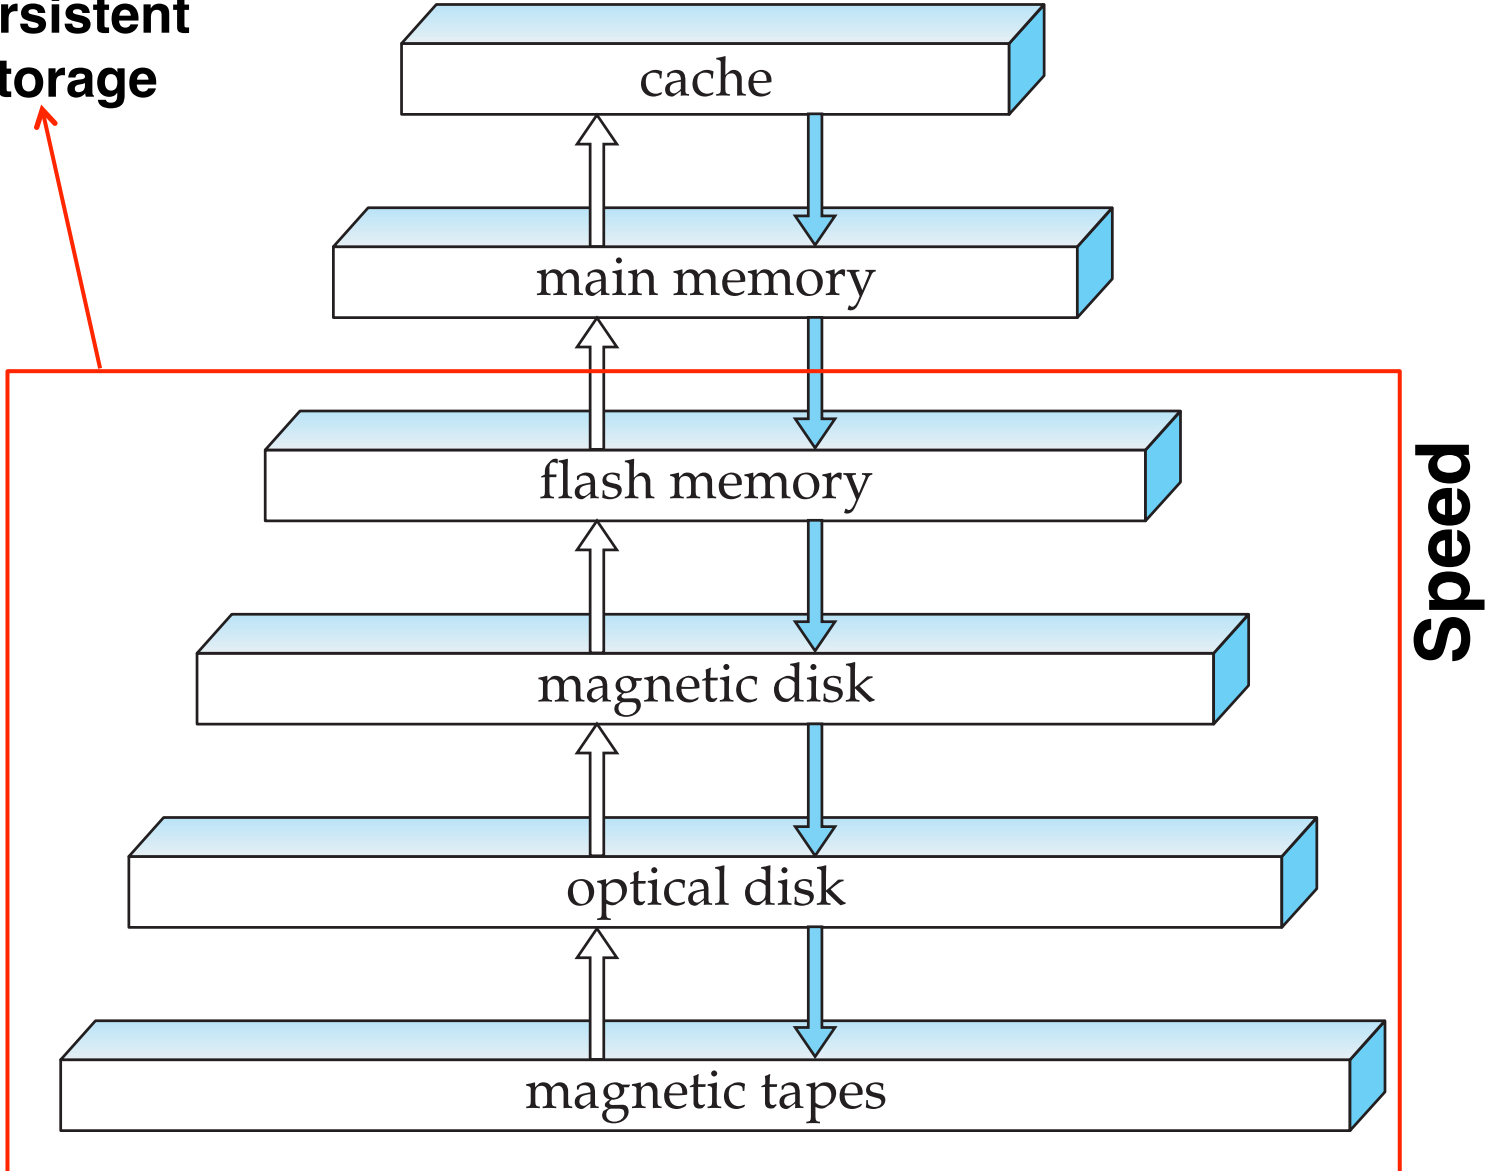 rsistent
torage
cache
main memory
flash memory
magnetic disk
optical disk
magnetic tapes
Speed